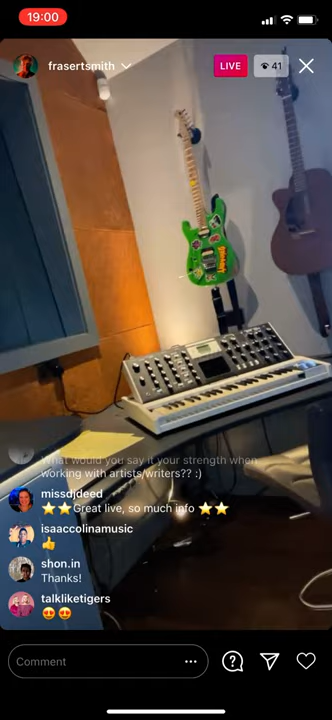 19:00
frasertsmith
LIVE
41
What would you say it your strength when
working with artists/writers?? :)
missdjdeed
⭐⭐Great live, so much info ⭐⭐
isaaccolinamusic
👍
shon.in
Thanks!
talkliketigers
😍😍
Comment